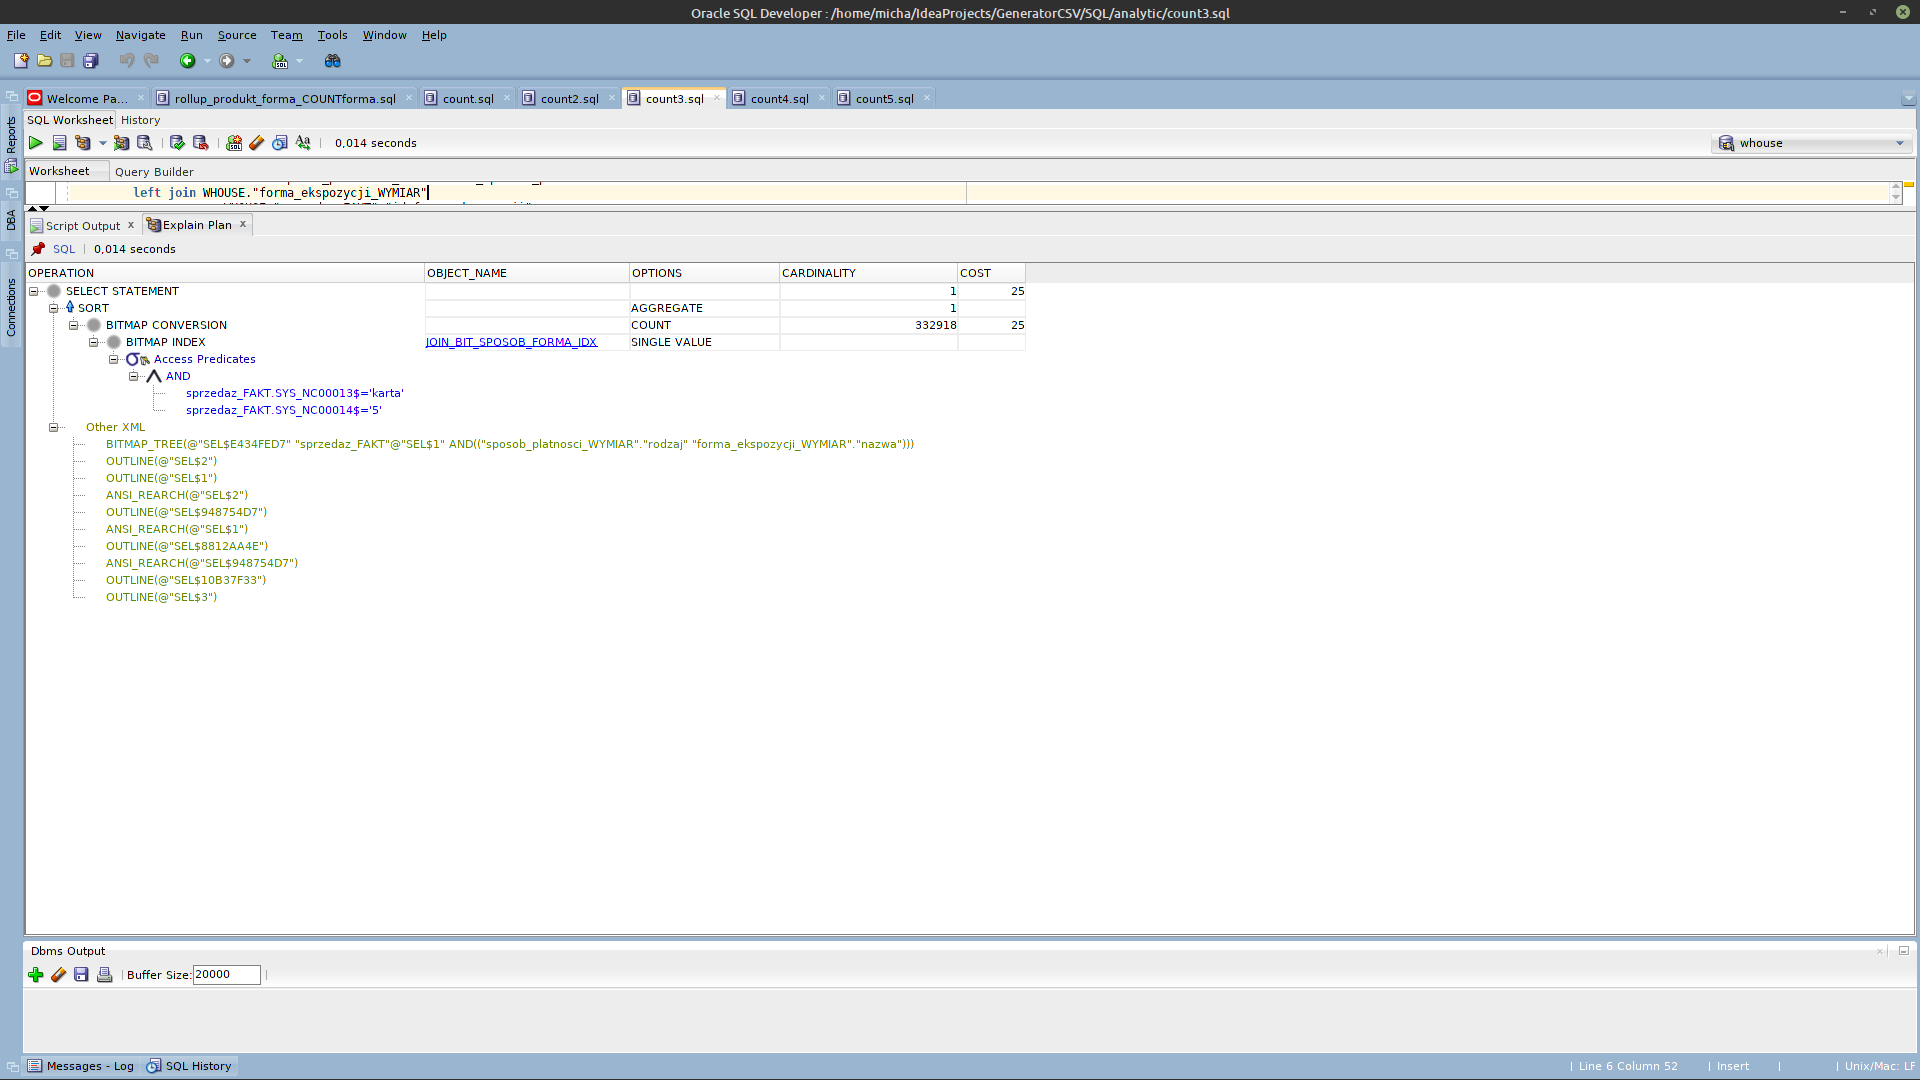 Oracle SQL Developer : /home/micha/IdeaProjects/GeneratorCSV/SQL/analytic/count3.sql
File Edit View Navigate Run Source Team Tools Window Help
Welcome Pa... rollup_produkt_forma_COUNTforma.sql count.sql count2.sql count3.sql count4.sql count5.sql
SQL Worksheet History
0,014 seconds whouse
Worksheet Query Builder
left join WHOUSE."forma_ekspozycji_WYMIAR"
Script Output Explain Plan
SQL 0,014 seconds
OPERATION OBJECT_NAME OPTIONS CARDINALITY COST
SELECT STATEMENT 1 25
SORT AGGREGATE 1
BITMAP CONVERSION COUNT 332918 25
BITMAP INDEX JOIN_BIT_SPOSOB_FORMA_IDX SINGLE VALUE
Access Predicates
AND
sprzedaz_FAKT.SYS_NC00013$='karta'
sprzedaz_FAKT.SYS_NC00014$='5'
Other XML
BITMAP_TREE(@"SEL$E434FED7" "sprzedaz_FAKT"@"SEL$1" AND(("sposob_platnosci_WYMIAR"."rodzaj" "forma_ekspozycji_WYMIAR"."nazwa")))
OUTLINE(@"SEL$2")
OUTLINE(@"SEL$1")
ANSI_REARCH(@"SEL$2")
OUTLINE(@"SEL$948754D7")
ANSI_REARCH(@"SEL$1")
OUTLINE(@"SEL$8812AA4E")
ANSI_REARCH(@"SEL$948754D7")
OUTLINE(@"SEL$10B37F33")
OUTLINE(@"SEL$3")
Reports
DBA
Connections
Dbms Output
Buffer Size: 20000
Messages - Log SQL History
Line 6 Column 52 Insert Unix/Mac: LF